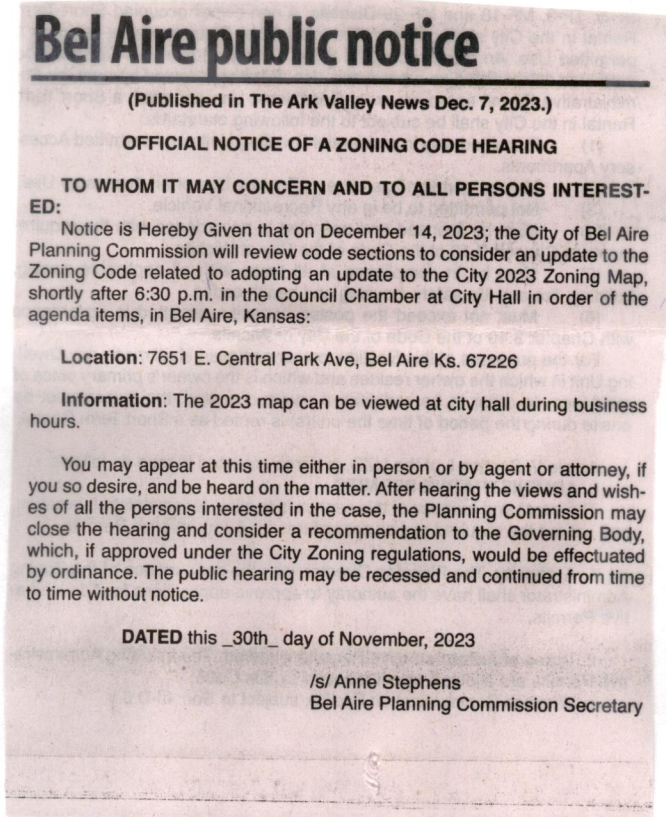 Bel Aire public notice
(Published in The Ark Valley News Dec. 7, 2023.)
OFFICIAL NOTICE OF A ZONING CODE HEARING
TO WHOM IT MAY CONCERN AND TO ALL PERSONS INTEREST-
ED:
Notice is Hereby Given that on December 14, 2023; the City of Bel Aire
Planning Commission will review code sections to consider an update to the
Zoning Code related to adopting an update to the City 2023 Zoning Map,
shortly after 6:30 p.m. in the Council Chamber at City Hall in order of the
agenda items, in Bel Aire, Kansas:
Location: 7651 E. Central Park Ave, Bel Aire Ks. 67226
Information: The 2023 map can be viewed at city hall during business
hours.
You may appear at this time either in person or by agent or attorney, if
you so desire, and be heard on the matter. After hearing the views and wish-
es of all the persons interested in the case, the Planning Commission may
close the hearing and consider a recommendation to the Governing Body,
which, if approved under the City Zoning regulations, would be effectuated
by ordinance. The public hearing may be recessed and continued from time
to time without notice.
DATED this _30th_ day of November, 2023
/s/ Anne Stephens
Bel Aire Planning Commission Secretary